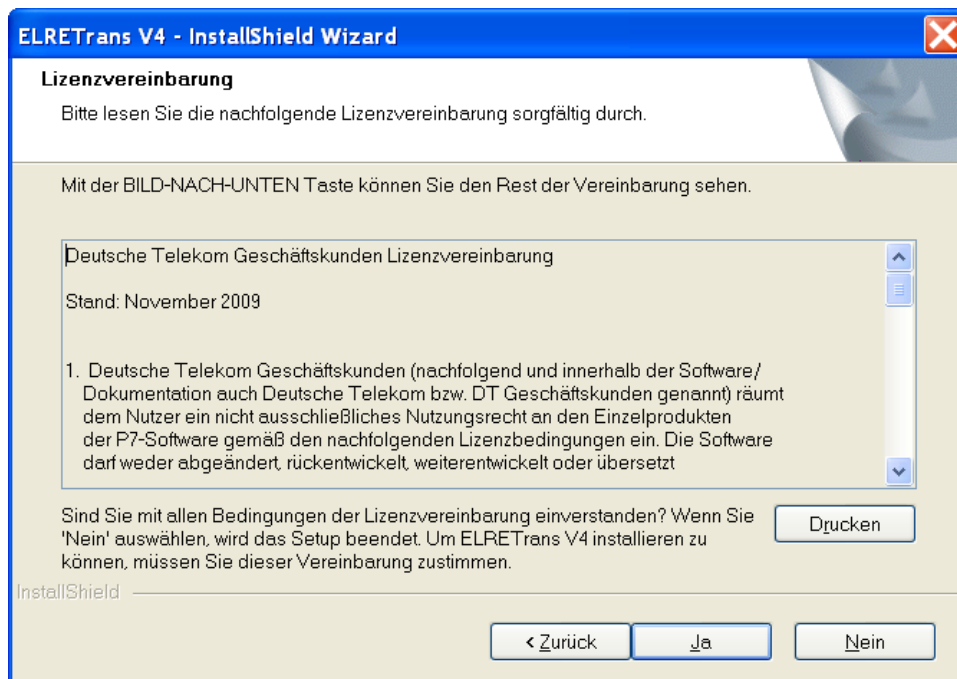 ELRETrans V4 - InstallShield Wizard
Lizenzvereinbarung
Bitte lesen Sie die nachfolgende Lizenzvereinbarung sorgfältig durch.
Mit der BILD-NACH-UNTEN Taste können Sie den Rest der Vereinbarung sehen.
Deutsche Telekom Geschäftskunden Lizenzvereinbarung
Stand: November 2009
1. Deutsche Telekom Geschäftskunden (nachfolgend und innerhalb der Software/
Dokumentation auch Deutsche Telekom bzw. DT Geschäftskunden genannt) räumt
dem Nutzer ein nicht ausschließliches Nutzungsrecht an den Einzelprodukten
der P7-Software gemäß den nachfolgenden Lizenzbedingungen ein. Die Software
darf weder abgeändert, rückentwickelt, weiterentwickelt oder übersetzt
Sind Sie mit allen Bedingungen der Lizenzvereinbarung einverstanden? Wenn Sie
'Nein' auswählen, wird das Setup beendet. Um ELRETrans V4 installieren zu
können, müssen Sie dieser Vereinbarung zustimmen.
Drucken
InstallShield
< Zurück
Ja
Nein